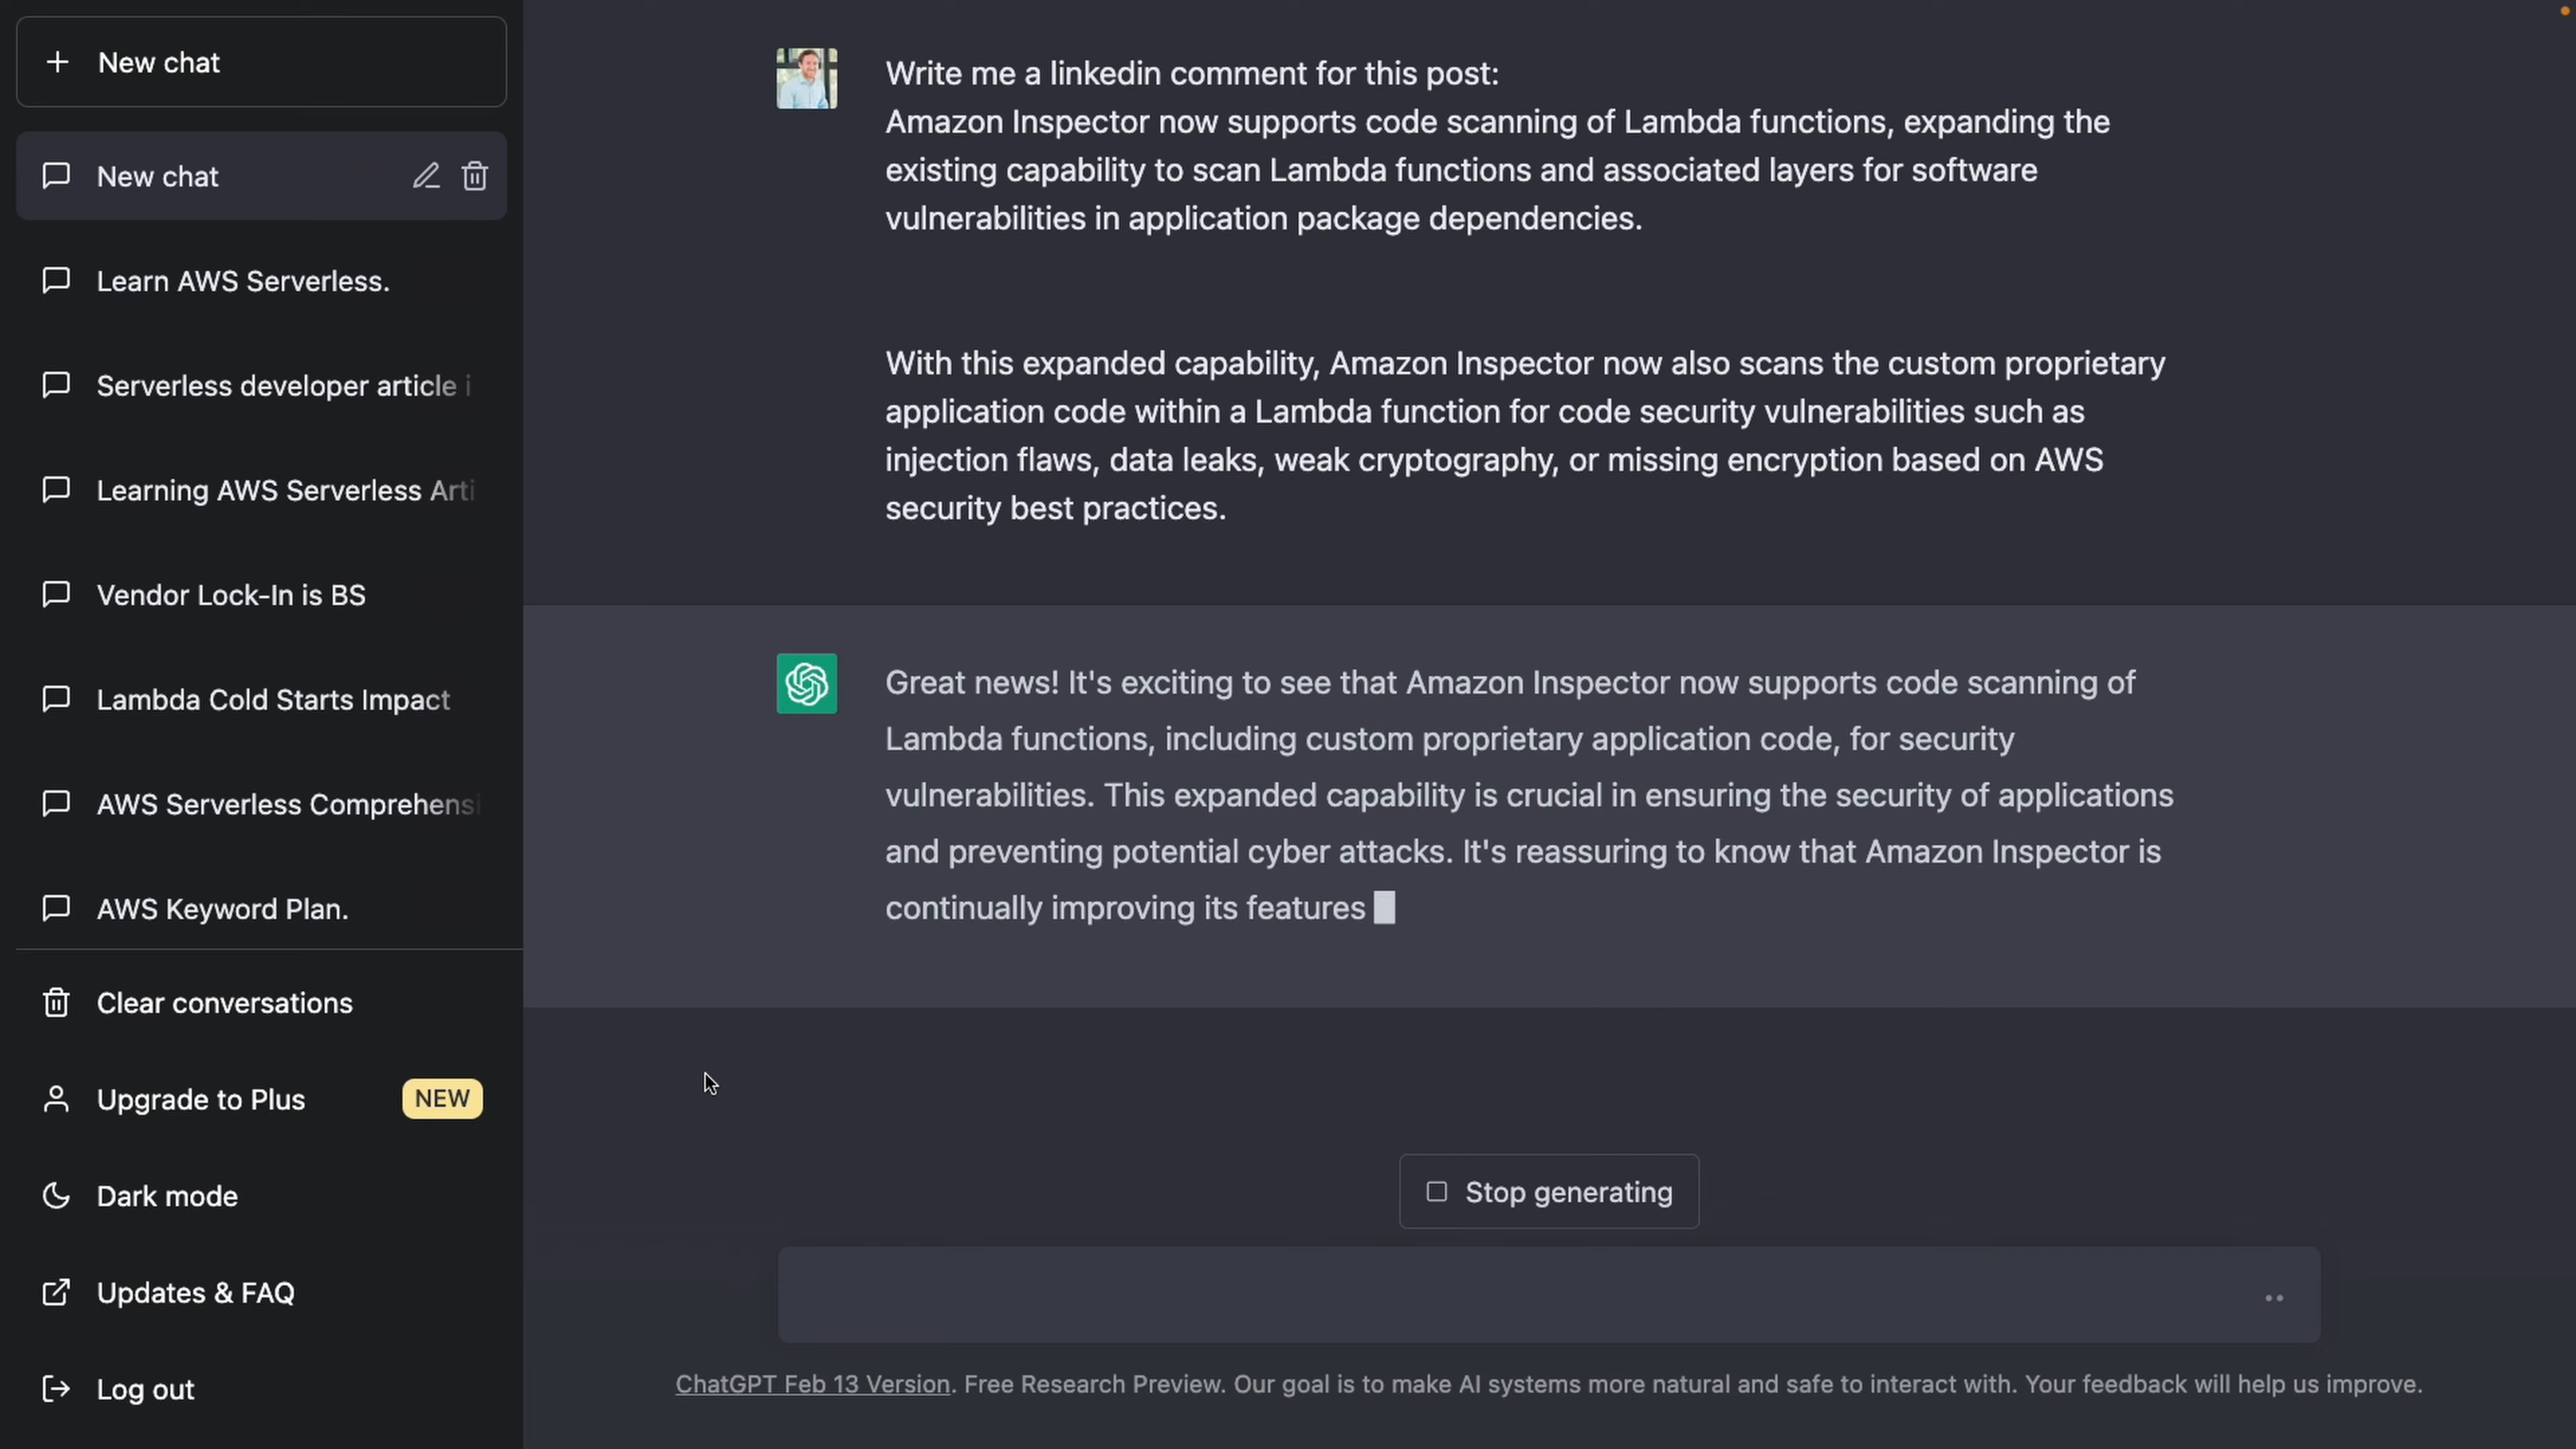 New chat
New chat
Learn AWS Serverless.
Serverless developer article i
Learning AWS Serverless Arti
Vendor Lock-In is BS
Lambda Cold Starts Impact
AWS Serverless Comprehensi
AWS Keyword Plan.
Clear conversations
Upgrade to Plus NEW
Dark mode
Updates & FAQ
Log out
Write me a linkedin comment for this post:
Amazon Inspector now supports code scanning of Lambda functions, expanding the
existing capability to scan Lambda functions and associated layers for software
vulnerabilities in application package dependencies.
With this expanded capability, Amazon Inspector now also scans the custom proprietary
application code within a Lambda function for code security vulnerabilities such as
injection flaws, data leaks, weak cryptography, or missing encryption based on AWS
security best practices.
Great news! It's exciting to see that Amazon Inspector now supports code scanning of
Lambda functions, including custom proprietary application code, for security
vulnerabilities. This expanded capability is crucial in ensuring the security of applications
and preventing potential cyber attacks. It's reassuring to know that Amazon Inspector is
continually improving its features
Stop generating
ChatGPT Feb 13 Version. Free Research Preview. Our goal is to make AI systems more natural and safe to interact with. Your feedback will help us improve.